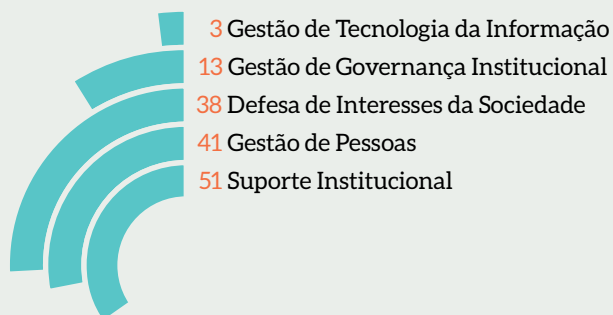 3 Gestão de Tecnologia da Informação
13 Gestão de Governança Institucional
38 Defesa de Interesses da Sociedade
41 Gestão de Pessoas
51 Suporte Institucional